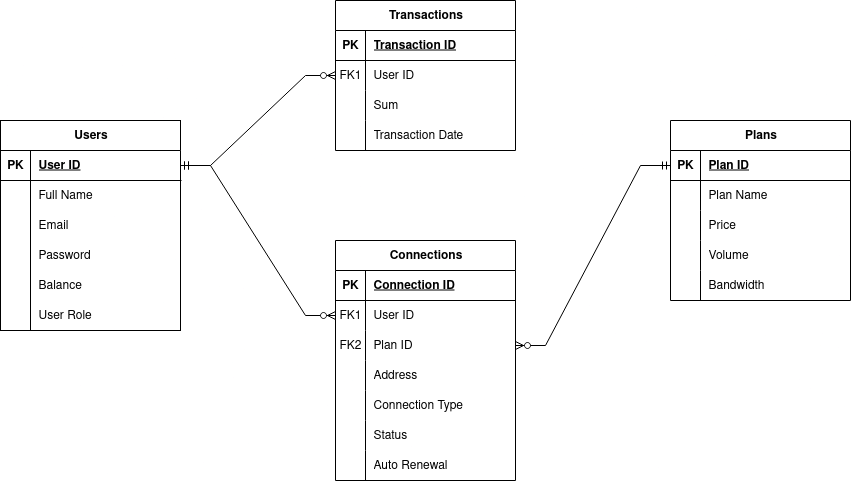 Transactions
PK Transaction ID
FK1 User ID
Sum
Transaction Date
Users
PK User ID
Full Name
Email
Password
Balance
User Role
Connections
PK Connection ID
FK1 User ID
FK2 Plan ID
Address
Connection Type
Status
Auto Renewal
Plans
PK Plan ID
Plan Name
Price
Volume
Bandwidth